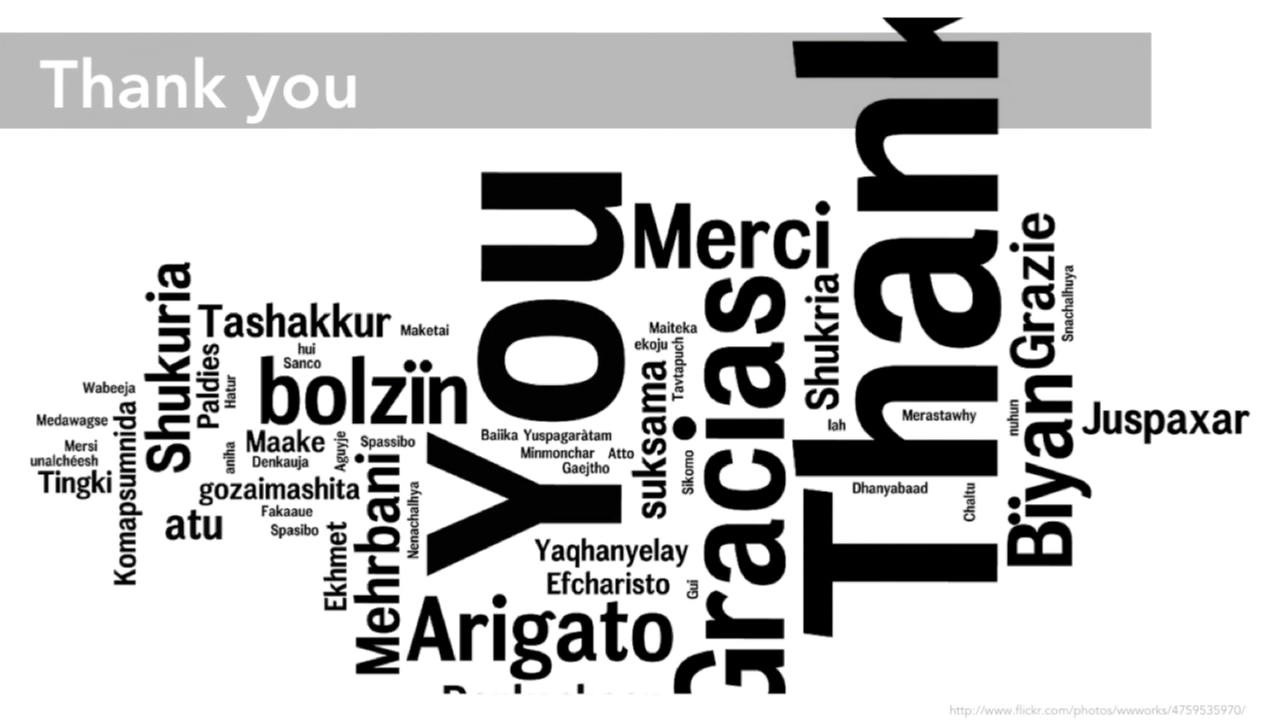 Thank you
Thank
You
Merci
Gracias
Grazie
Snachalhuya
Shukria
Shukuria
Tashakkur
Maketai
hui
Sanco
Paldies
Hatur
bolzïn
Wabeeja
Medawagse
Mersi
unalchéesh
Tingki
Komapsumnida
aniha
Maake
Denkauja
Aguyje
Spassibo
gozaimashita
Fakaaue
Spasibo
atu
Ekhmet
Mehrbani
Nenachalhya
Maiteka
ekoju
Tavtapuch
suksama
Sikomo
Baiika
Yuspagaràtam
Minmonchar
Atto
Gaejtho
Yaqhanyelay
Efcharisto
Gui
Arigato
lah
Merastawhy
Dhanyabaad
Chaltu
nuhun
Bïyan
Juspaxar
http://www.flickr.com/photos/wwworks/4759535970/